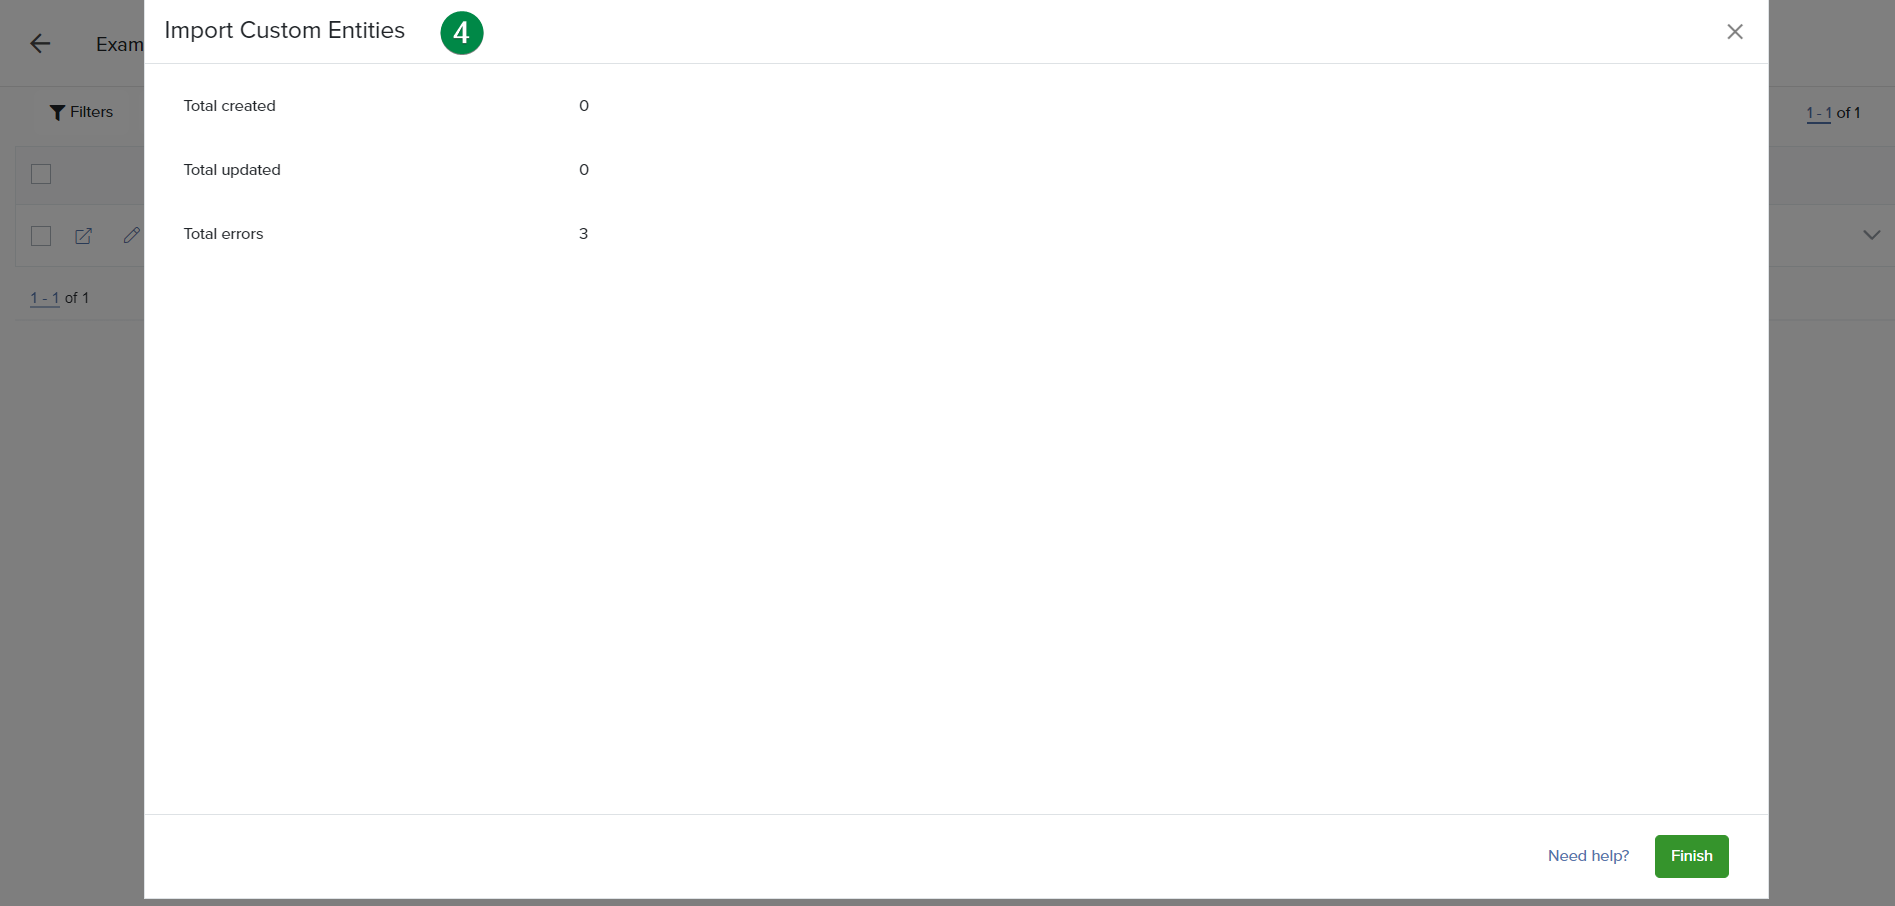 Import Custom Entities 4
Exam
Filters
1 - 1 of 1
Total created 0
Total updated 0
Total errors 3
1 - 1 of 1
Need help? Finish